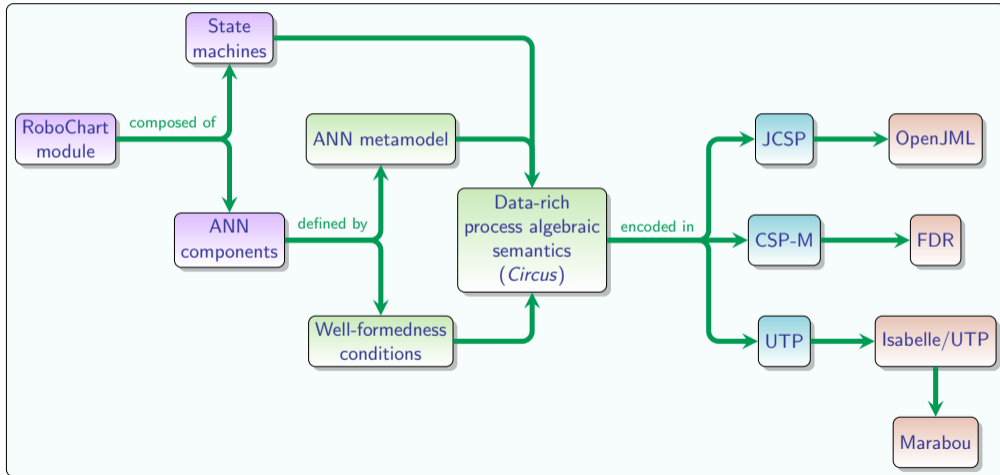 State
machines
RoboChart
module
composed of
ANN metamodel
JCSP
OpenJML
ANN
components
defined by
Data-rich
process algebraic
semantics
(Circus)
encoded in
CSP-M
FDR
Well-formedness
conditions
UTP
Isabelle/UTP
Marabou